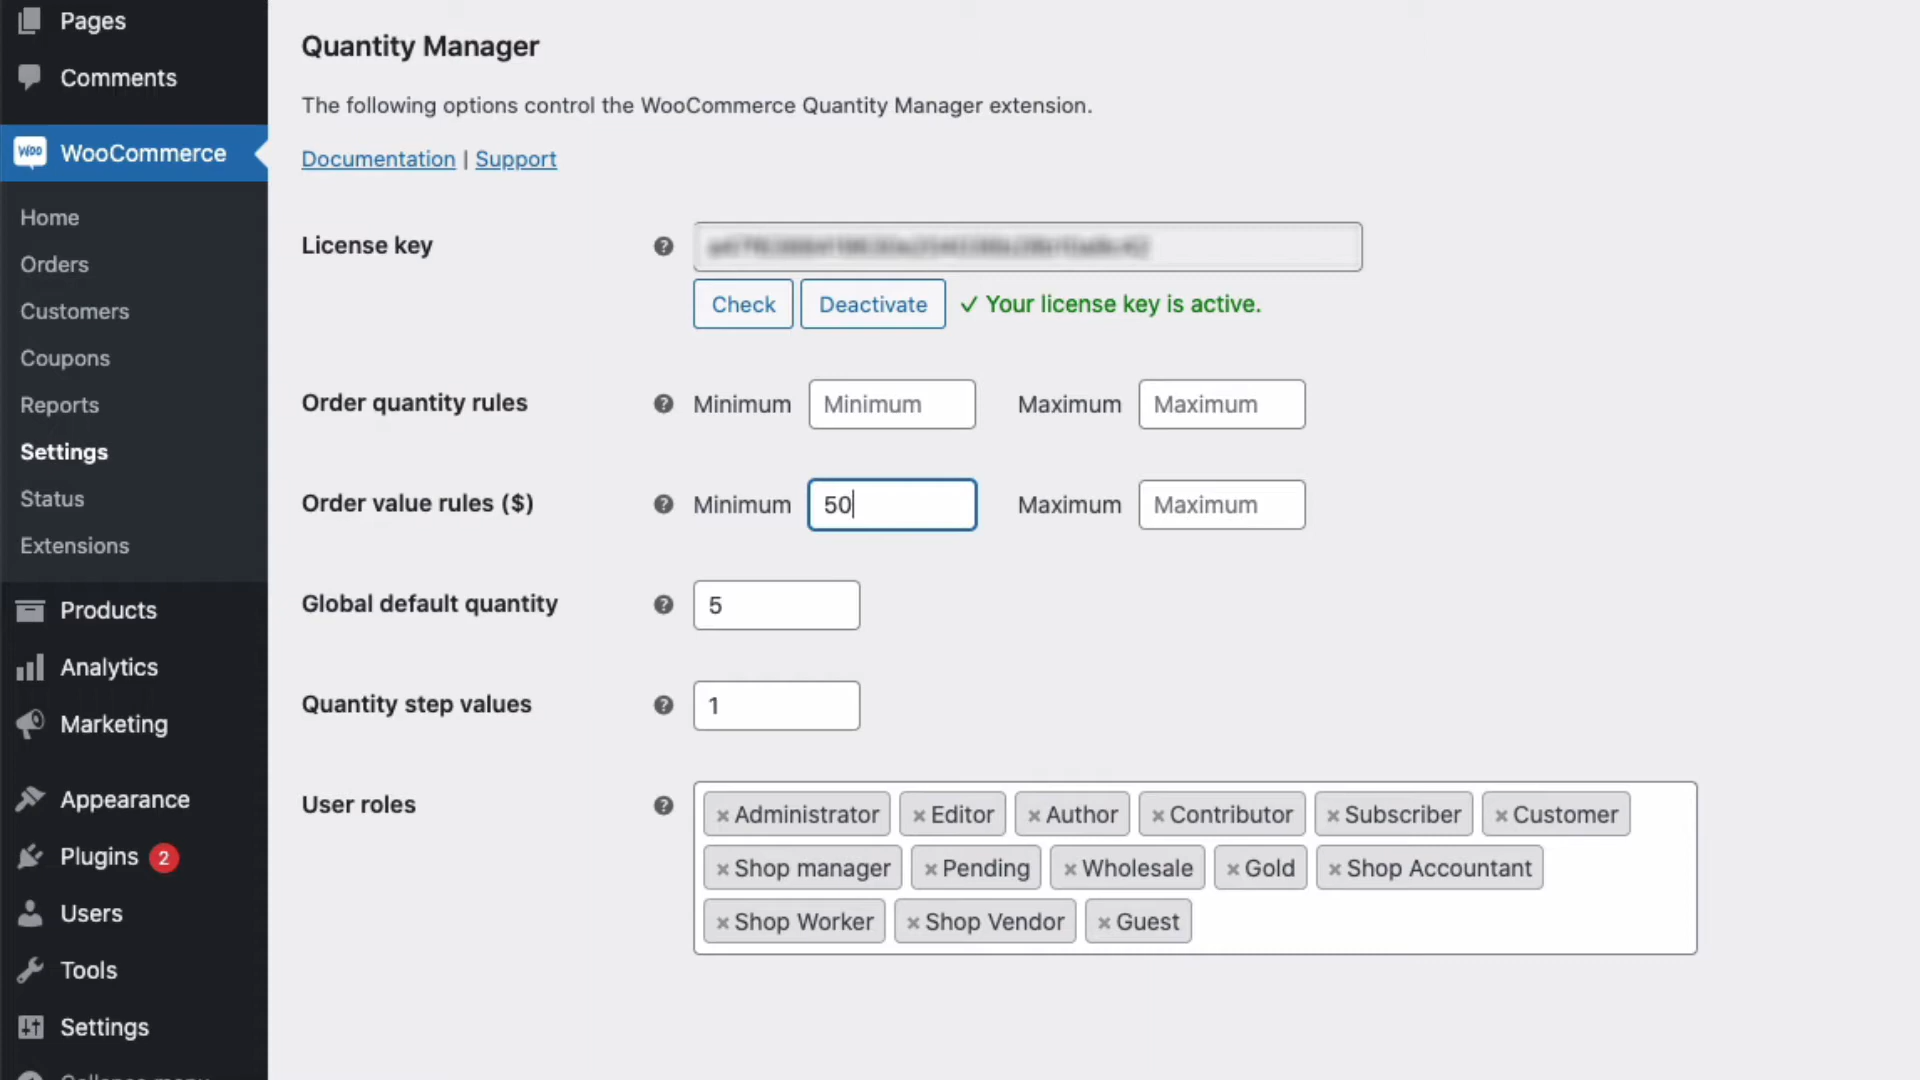 Pages
Comments
Woo WooCommerce
Home
Orders
Customers
Coupons
Reports
Settings
Status
Extensions
Products
Analytics
Marketing
Appearance
Plugins 2
Users
Tools
Settings
Collapse menu
Quantity Manager
The following options control the WooCommerce Quantity Manager extension.
Documentation | Support
License key ?
Check Deactivate ✓ Your license key is active.
Order quantity rules ? Minimum Minimum Maximum Maximum
Order value rules ($) ? Minimum 50 Maximum Maximum
Global default quantity ? 5
Quantity step values ? 1
User roles ? × Administrator × Editor × Author × Contributor × Subscriber × Customer
× Shop manager × Pending × Wholesale × Gold × Shop Accountant
× Shop Worker × Shop Vendor × Guest